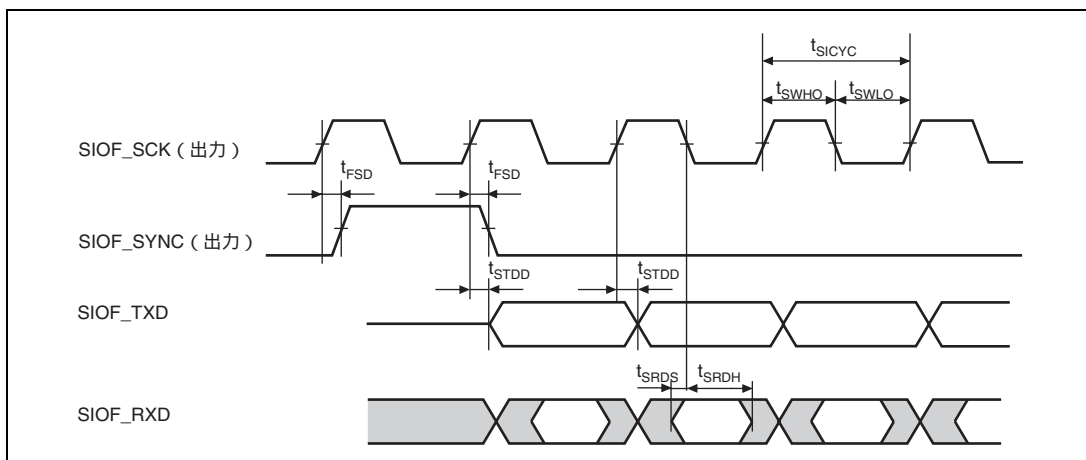 tSICYC
tSWHO tSWLO
SIOF_SCK（出力）
tFSD tFSD
SIOF_SYNC（出力）
tSTDD tSTDD
SIOF_TXD
tSRDS tSRDH
SIOF_RXD